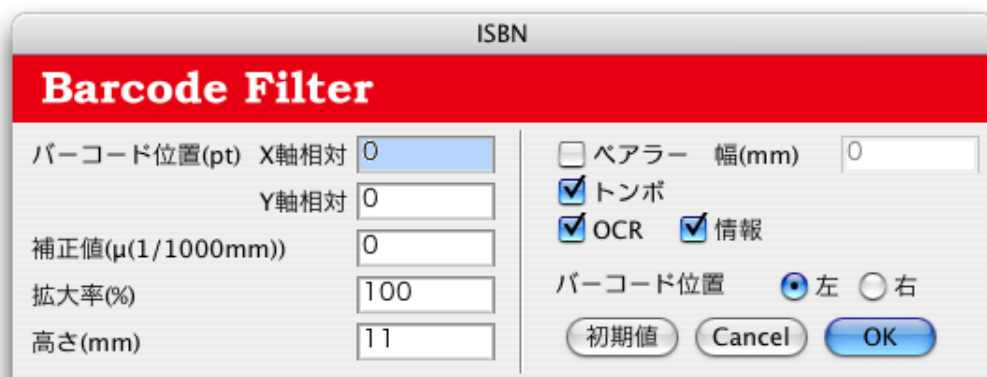 ISBN
Barcode Filter
バーコード位置(pt) X軸相対 0
Y軸相対 0
補正値(μ(1/1000mm)) 0
拡大率(%) 100
高さ(mm) 11
ベアラー 幅(mm) 0
トンボ
OCR 情報
バーコード位置 左 右
初期値 Cancel OK